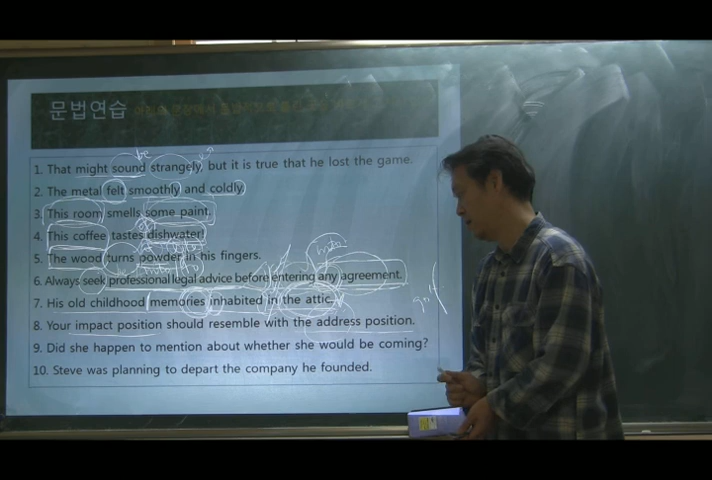 문법연습
1. That might sound strangely, but it is true that he lost the game.
2. The metal felt smoothly and coldly.
3. This room smells some paint.
4. This coffee tastes dishwater!
5. The wood turns powder in his fingers.
6. Always seek professional legal advice before entering any agreement.
7. His old childhood memories inhabited in the attic.
8. Your impact position should resemble with the address position.
9. Did she happen to mention about whether she would be coming?
10. Steve was planning to depart the company he founded.
be